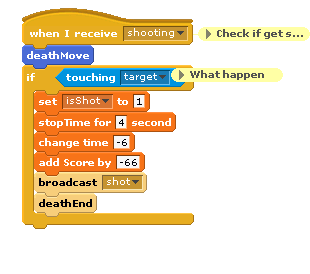 when I receive shooting Check if get s...
deathMove
if touching target What happen
set isShot to 1
stopTime for 4 second
change time -6
add Score by -66
broadcast shot
deathEnd